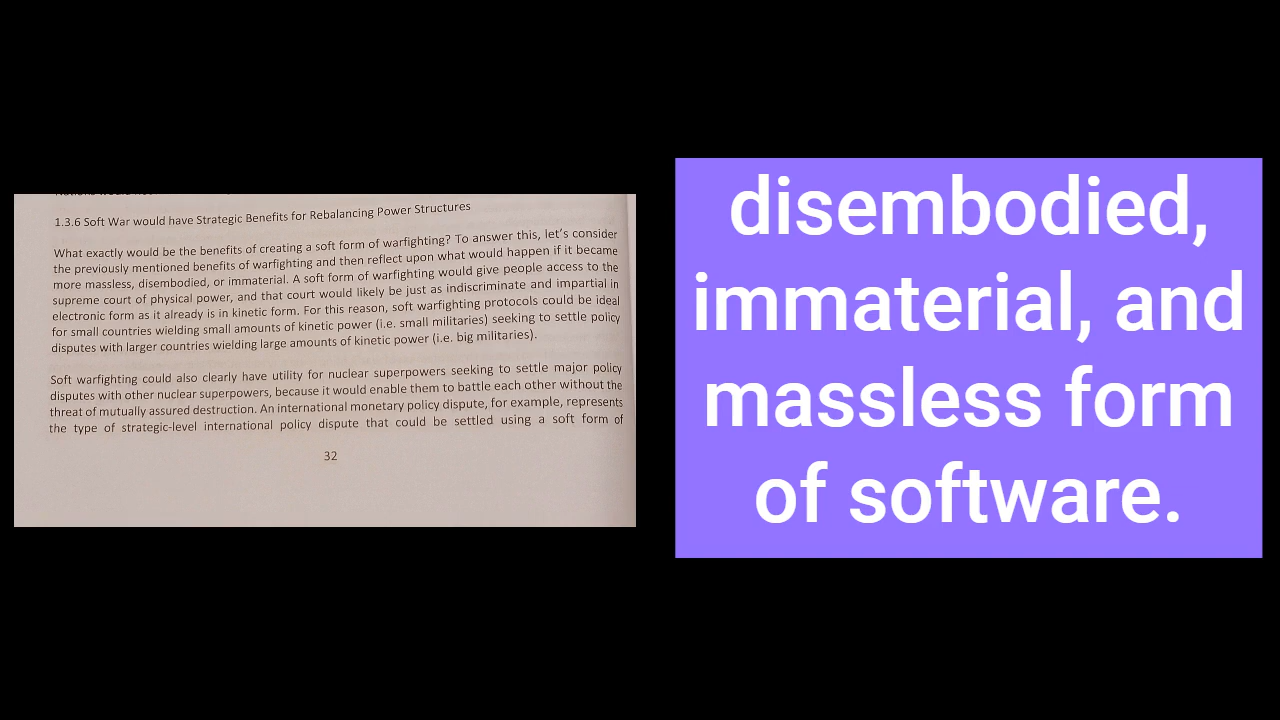 1.3.6 Soft War would have Strategic Benefits for Rebalancing Power Structures
What exactly would be the benefits of creating a soft form of warfighting? To answer this, let's consider
the previously mentioned benefits of warfighting and then reflect upon what would happen if it became
more massless, disembodied, or immaterial. A soft form of warfighting would give people access to the
supreme court of physical power, and that court would likely be just as indiscriminate and impartial in
electronic form as it already is in kinetic form. For this reason, soft warfighting protocols could be ideal
for small countries wielding small amounts of kinetic power (i.e. small militaries) seeking to settle policy
disputes with larger countries wielding large amounts of kinetic power (i.e. big militaries).
Soft warfighting could also clearly have utility for nuclear superpowers seeking to settle major policy
disputes with other nuclear superpowers, because it would enable them to battle each other without the
threat of mutually assured destruction. An international monetary policy dispute, for example, represents
the type of strategic-level international policy dispute that could be settled using a soft form of
32
disembodied,
immaterial, and
massless form
of software.